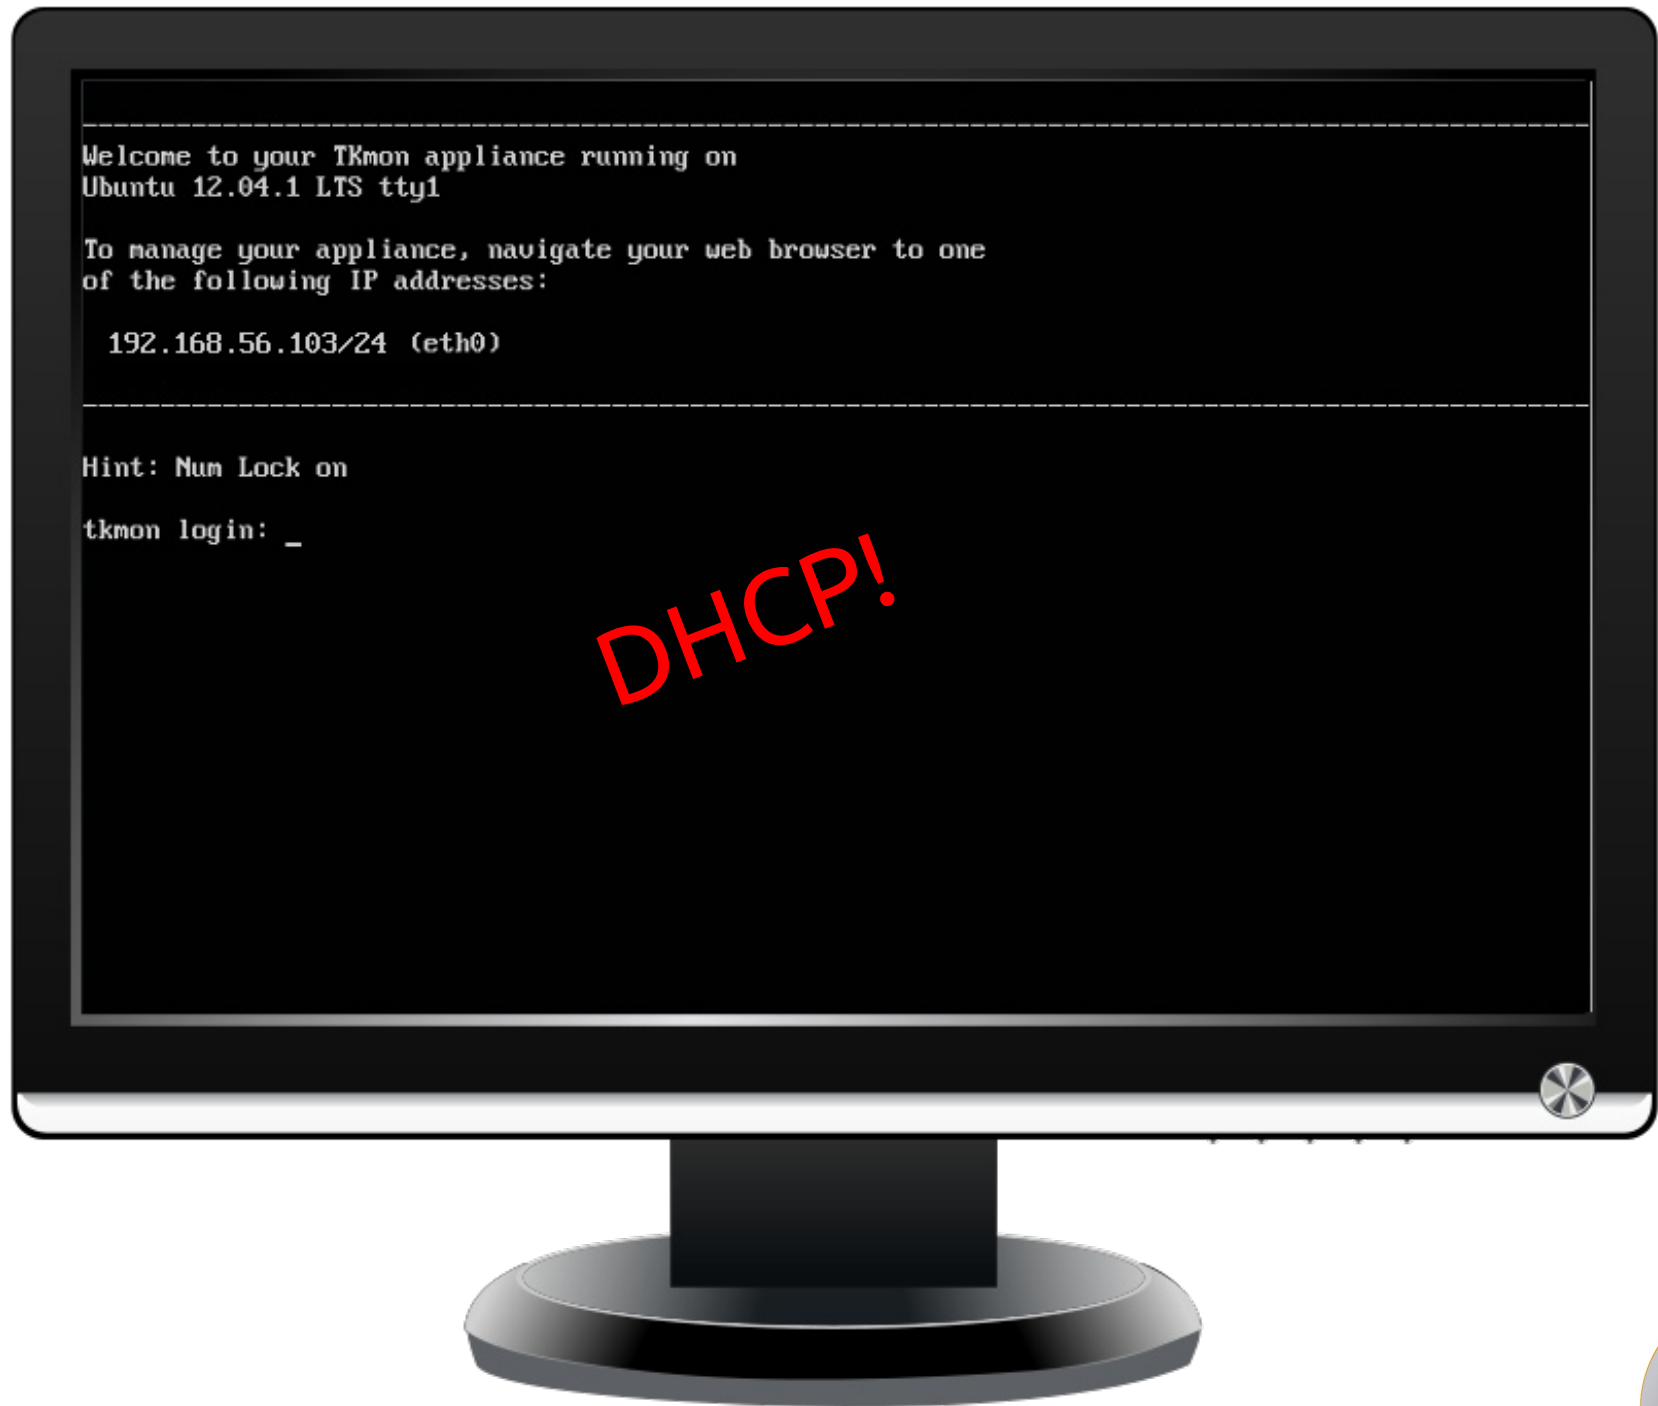 Welcome to your TKmon appliance running on
Ubuntu 12.04.1 LTS tty1
To manage your appliance, navigate your web browser to one
of the following IP addresses:
192.168.56.103/24 (eth0)
Hint: Num Lock on
tkmon login: _
DHCP!